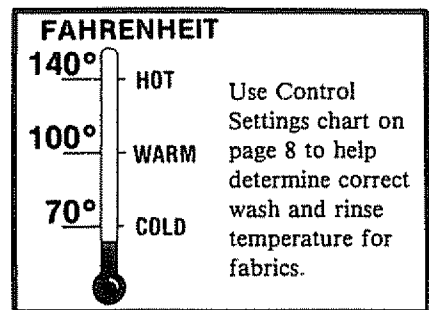 FAHRENHEIT
140° HOT
100° WARM
70° COLD
Use Control
Settings chart on
page 8 to help
determine correct
wash and rinse
temperature for
fabrics.